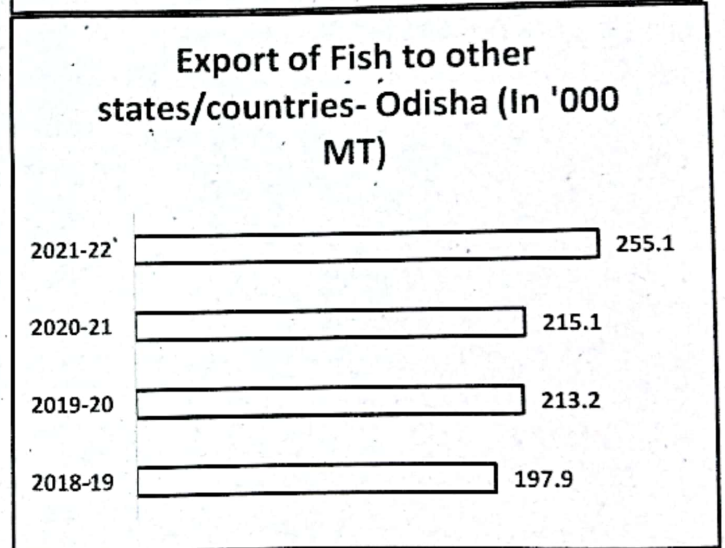 Export of Fish to other
states/countries- Odisha (In '000
MT)
2021-22 255.1
2020-21 215.1
2019-20 213.2
2018-19 197.9